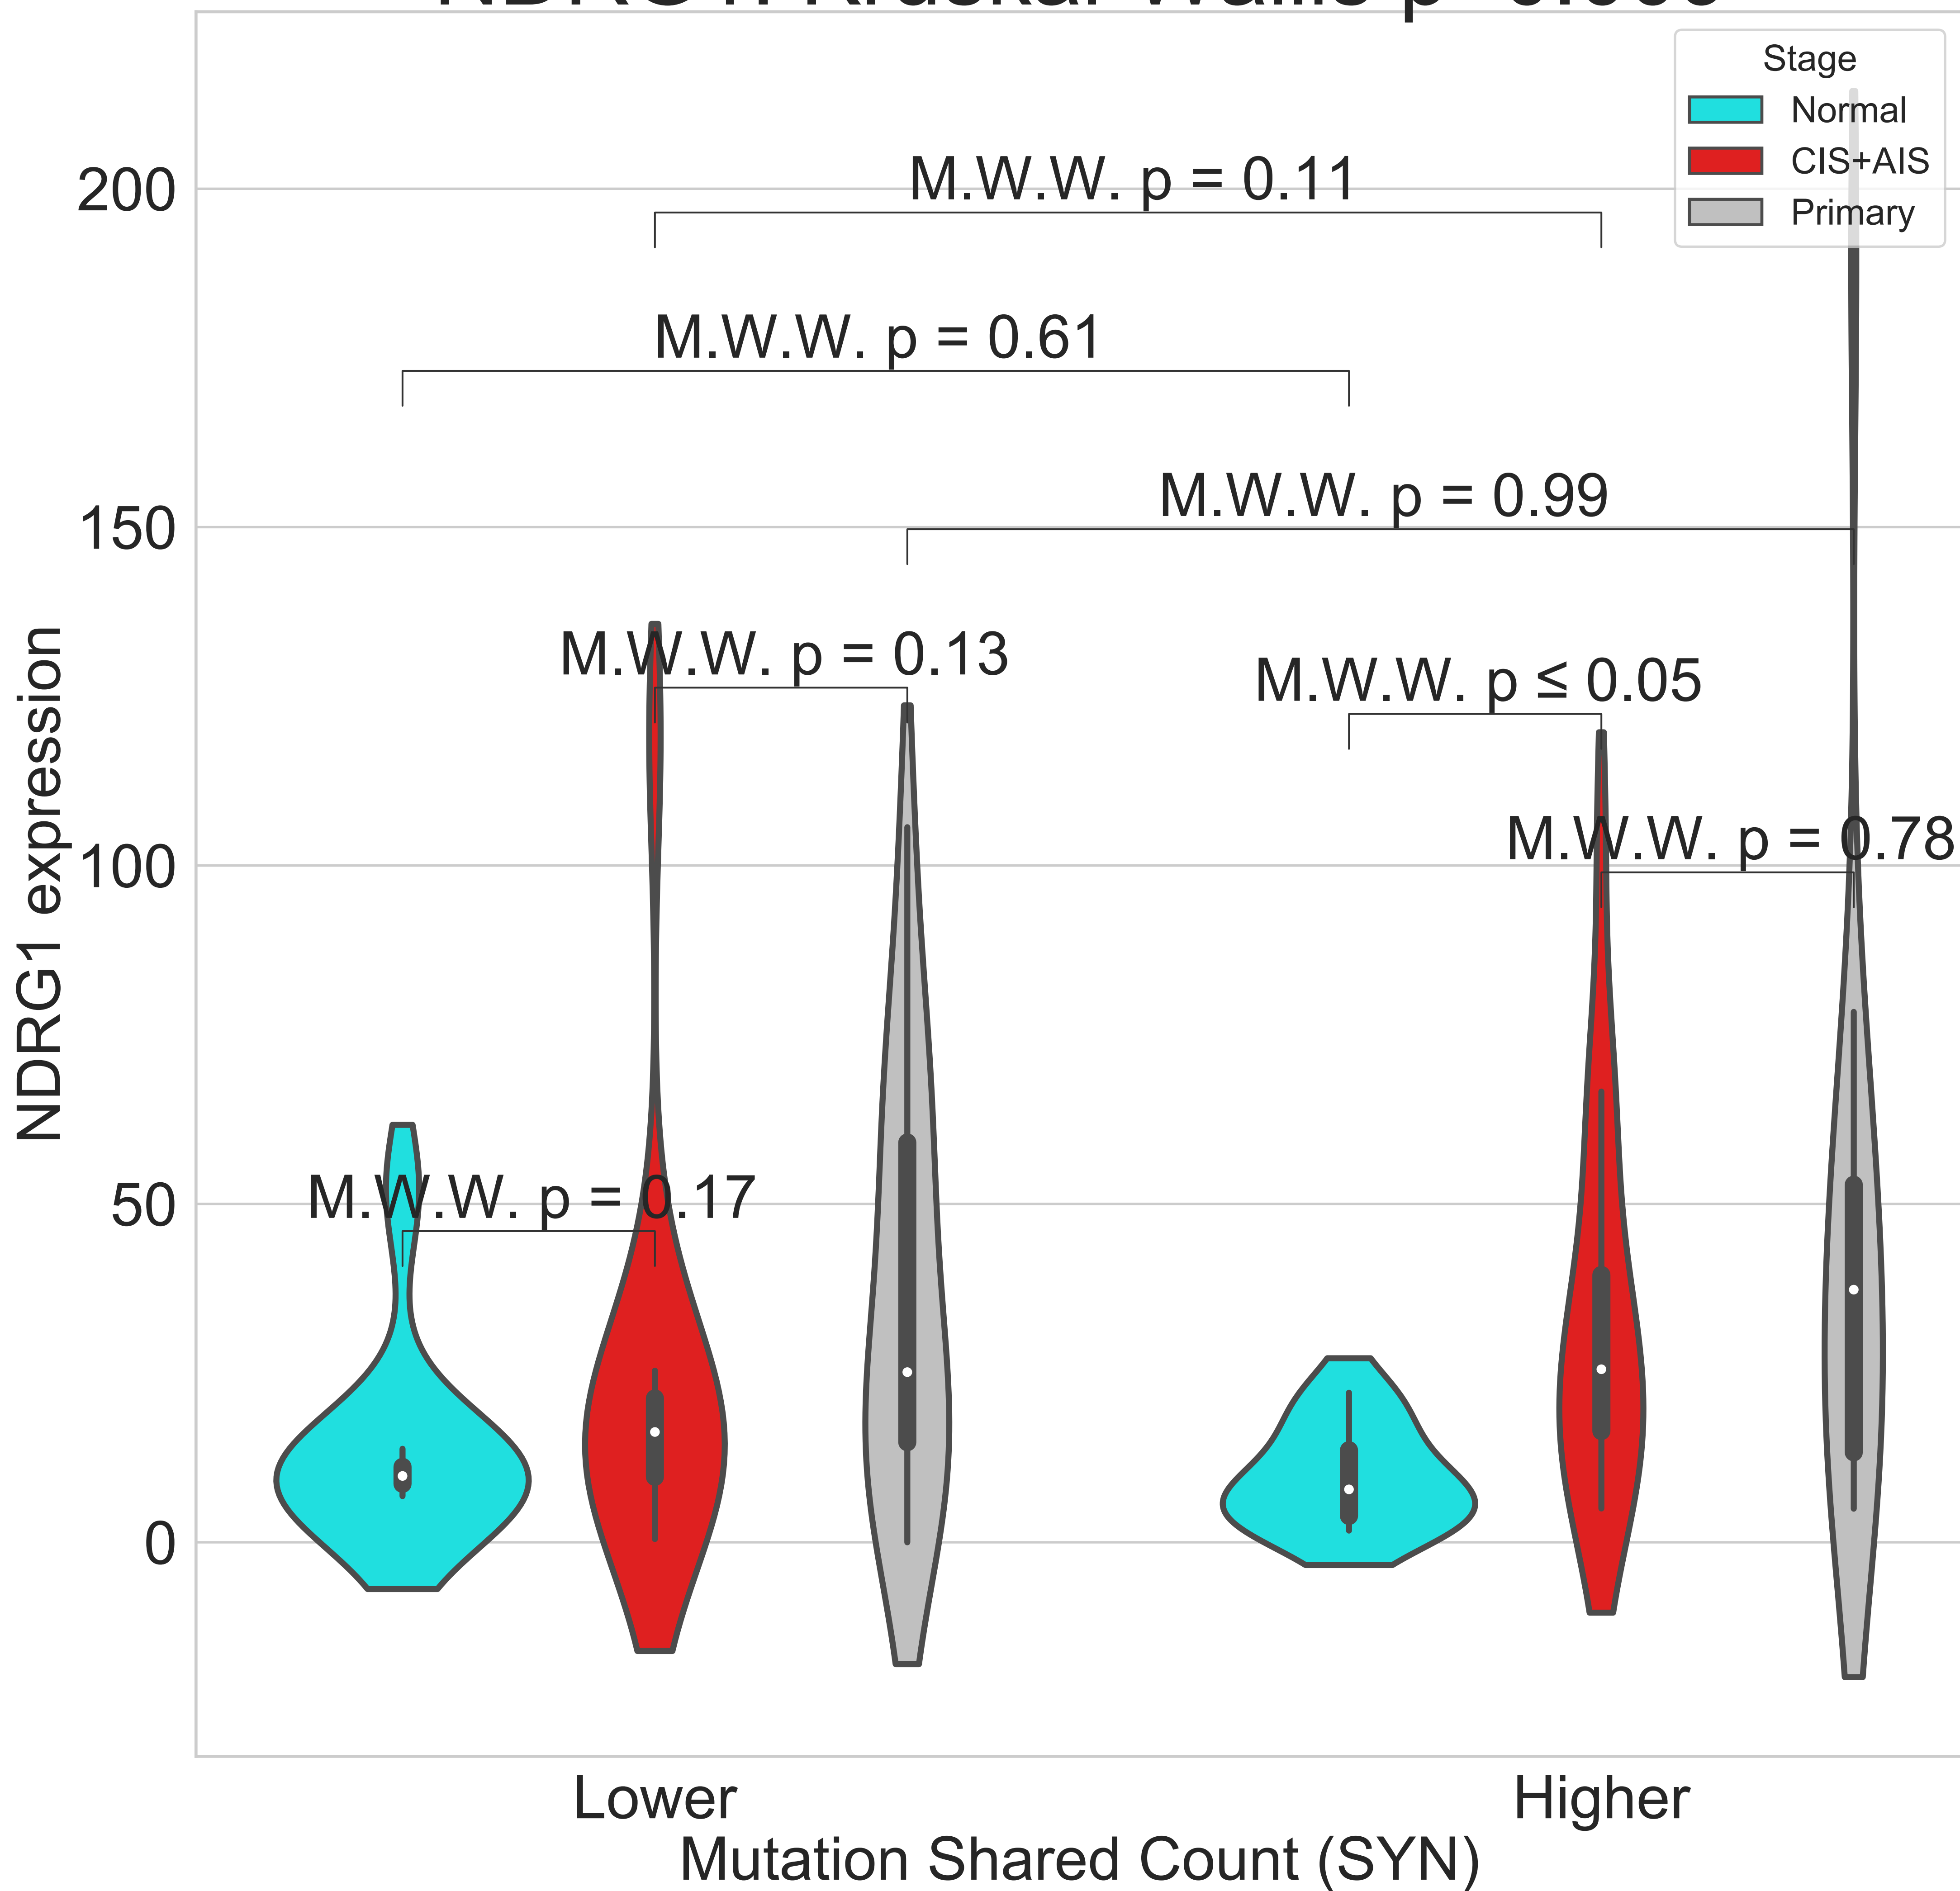 Stage
Normal
CIS+AIS
Primary
200
150
100
50
0
NDRG1 expression
M.W.W. p = 0.11
M.W.W. p = 0.61
M.W.W. p = 0.99
M.W.W. p = 0.13
M.W.W. p ≤ 0.05
M.W.W. p = 0.78
M.W.W. p = 0.17
Lower
Higher
Mutation Shared Count (SYN)